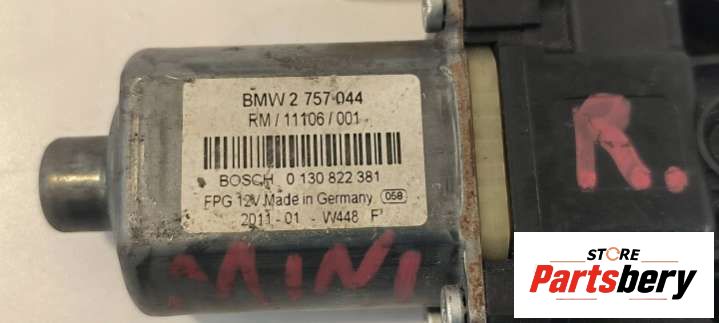 BMW 2 757 044
RM / 11106 / 001
BOSCH 0 130 822 381
FPG 12V Made in Germany 058
2011-01 - W448 F
MINI
R.
STORE
Partsbery